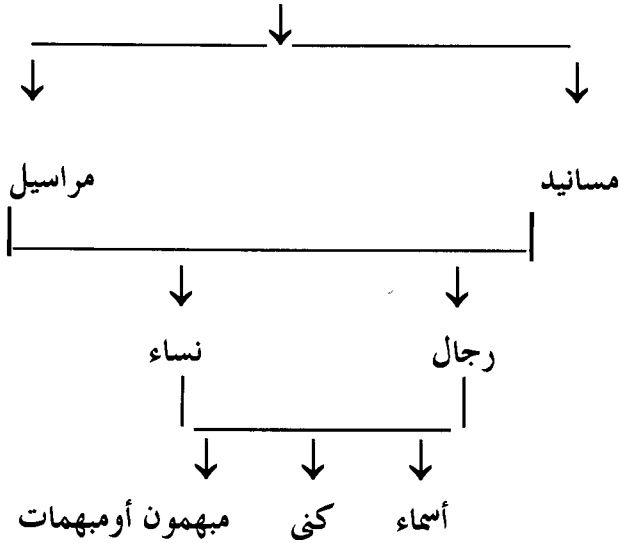 مسانيد مراسيل
رجال نساء
أسماء كنى مبهمون أومبهمات